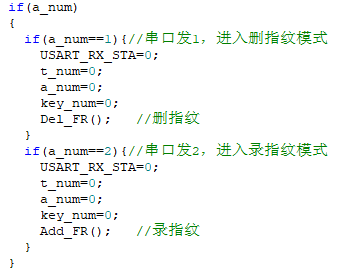 if(a_num)
{
if(a_num==1){//串口发1，进入删指纹模式
USART_RX_STA=0;
t_num=0;
a_num=0;
key_num=0;
Del_FR(); //删指纹
}
if(a_num==2){//串口发2，进入录指纹模式
USART_RX_STA=0;
t_num=0;
a_num=0;
key_num=0;
Add_FR(); //录指纹
}
}